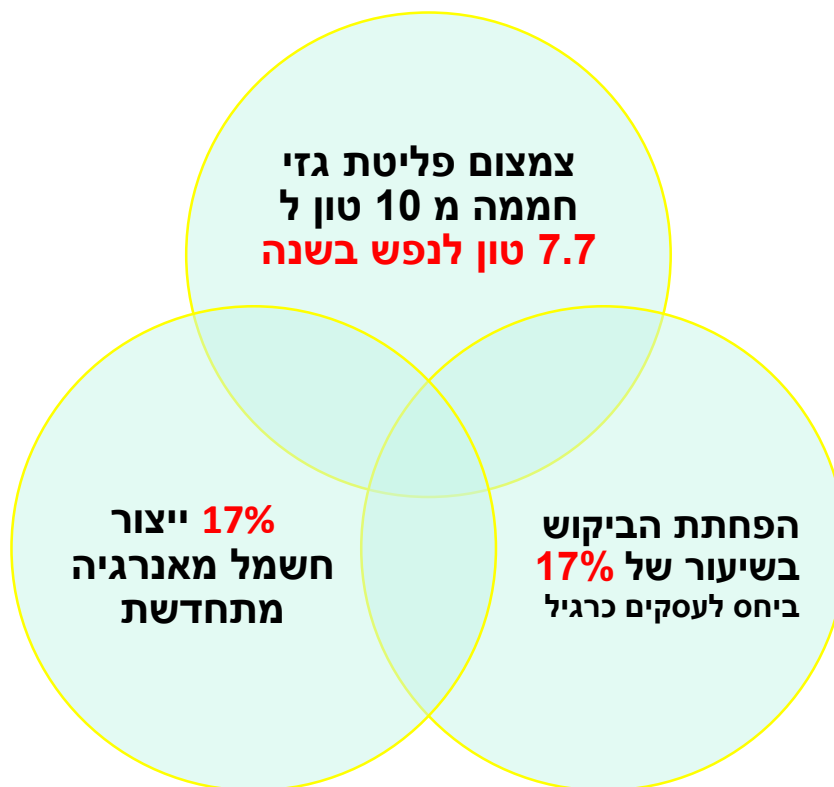 צמצום פליטת גזי
חממה מ 10 טון ל
7.7 טון לנפש בשנה
הפחתת הביקוש
בשיעור של 17%
ביחס לעסקים כרגיל
17% ייצור
חשמל מאנרגיה
מתחדשת